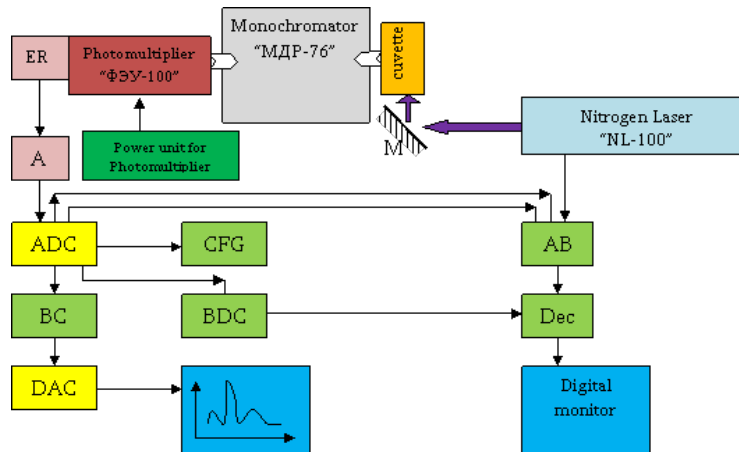 ER
Photomultiplier
“ФЭУ-100”
Monochromator
“МДР-76”
cuvette
Nitrogen Laser
“NL-100”
M
A
Power unit for
Photomultiplier
ADC
CFG
AB
BC
BDC
Dec
DAC
Digital
monitor